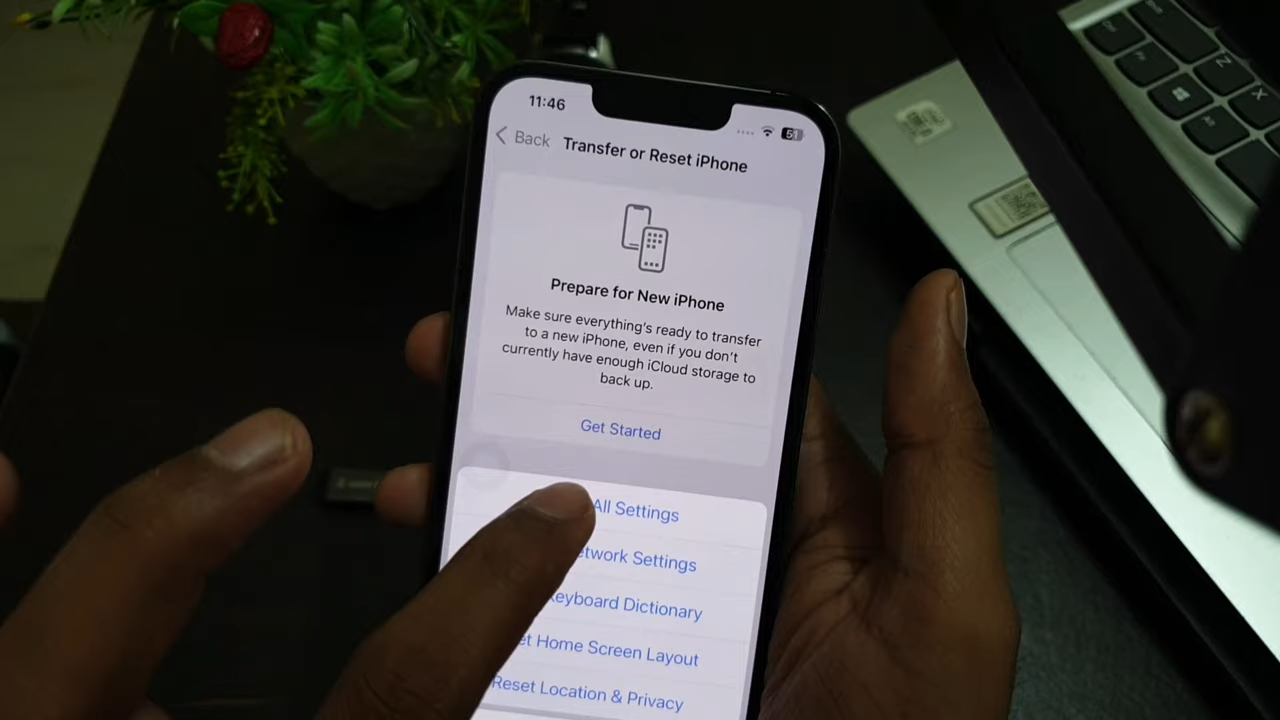 11:46
51
Back
Transfer or Reset iPhone
Prepare for New iPhone
Make sure everything's ready to transfer
to a new iPhone, even if you don't
currently have enough iCloud storage to
back up.
Get Started
All Settings
etwork Settings
Keyboard Dictionary
et Home Screen Layout
Reset Location & Privacy
Z
X
Alt